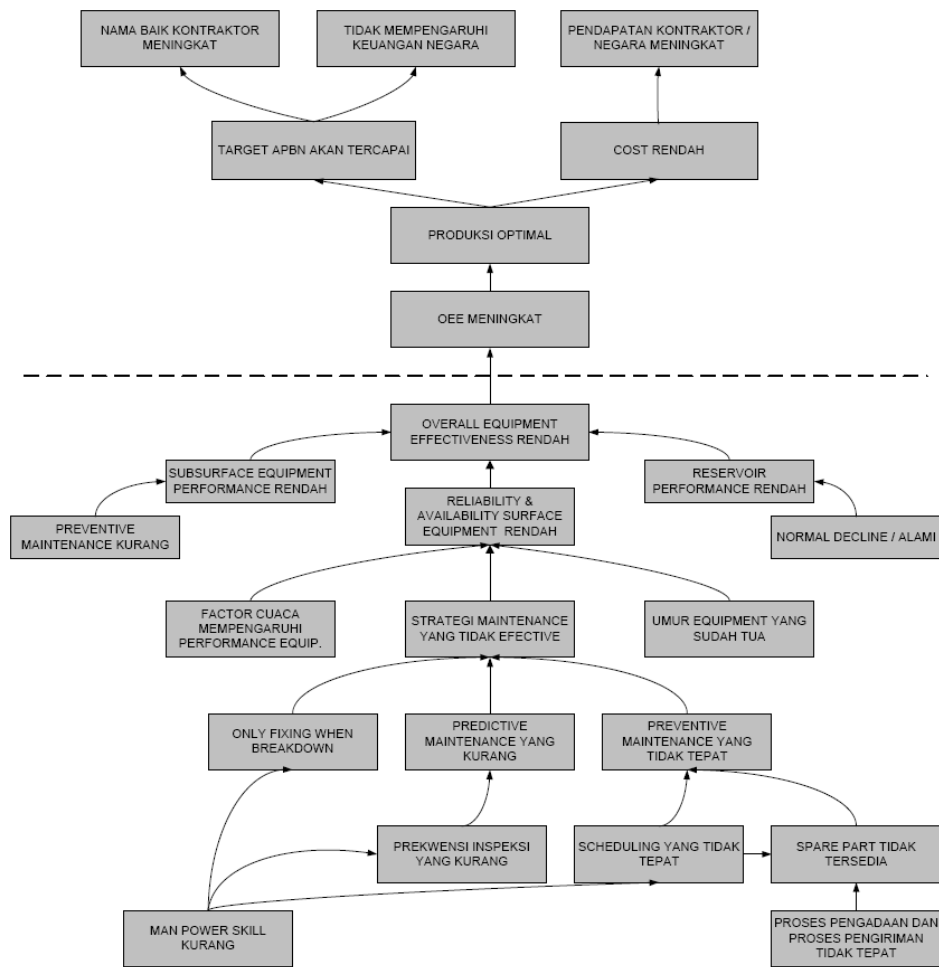 NAMA BAIK KONTRAKTOR
MENINGKAT
TIDAK MEMPENGARUHI
KEUANGAN NEGARA
PENDAPATAN KONTRAKTOR /
NEGARA MENINGKAT
TARGET APBN AKAN TERCAPAI
COST RENDAH
PRODUKSI OPTIMAL
OEE MENINGKAT
OVERALL EQUIPMENT
EFFECTIVENESS RENDAH
SUBSURFACE EQUIPMENT
PERFORMANCE RENDAH
RESERVOIR
PERFORMANCE RENDAH
RELIABILITY &
AVAILABILITY SURFACE
EQUIPMENT RENDAH
PREVENTIVE
MAINTENANCE KURANG
NORMAL DECLINE / ALAMI
FACTOR CUACA
MEMPENGARUHI
PERFORMANCE EQUIP.
STRATEGI MAINTENANCE
YANG TIDAK EFECTIVE
UMUR EQUIPMENT YANG
SUDAH TUA
ONLY FIXING WHEN
BREAKDOWN
PREDICTIVE
MAINTENANCE YANG
KURANG
PREVENTIVE
MAINTENANCE YANG
TIDAK TEPAT
PREKWENSI INSPEKSI
YANG KURANG
SCHEDULING YANG TIDAK
TEPAT
SPARE PART TIDAK
TERSEDIA
MAN POWER SKILL
KURANG
PROSES PENGADAAN DAN
PROSES PENGIRIMAN
TIDAK TEPAT